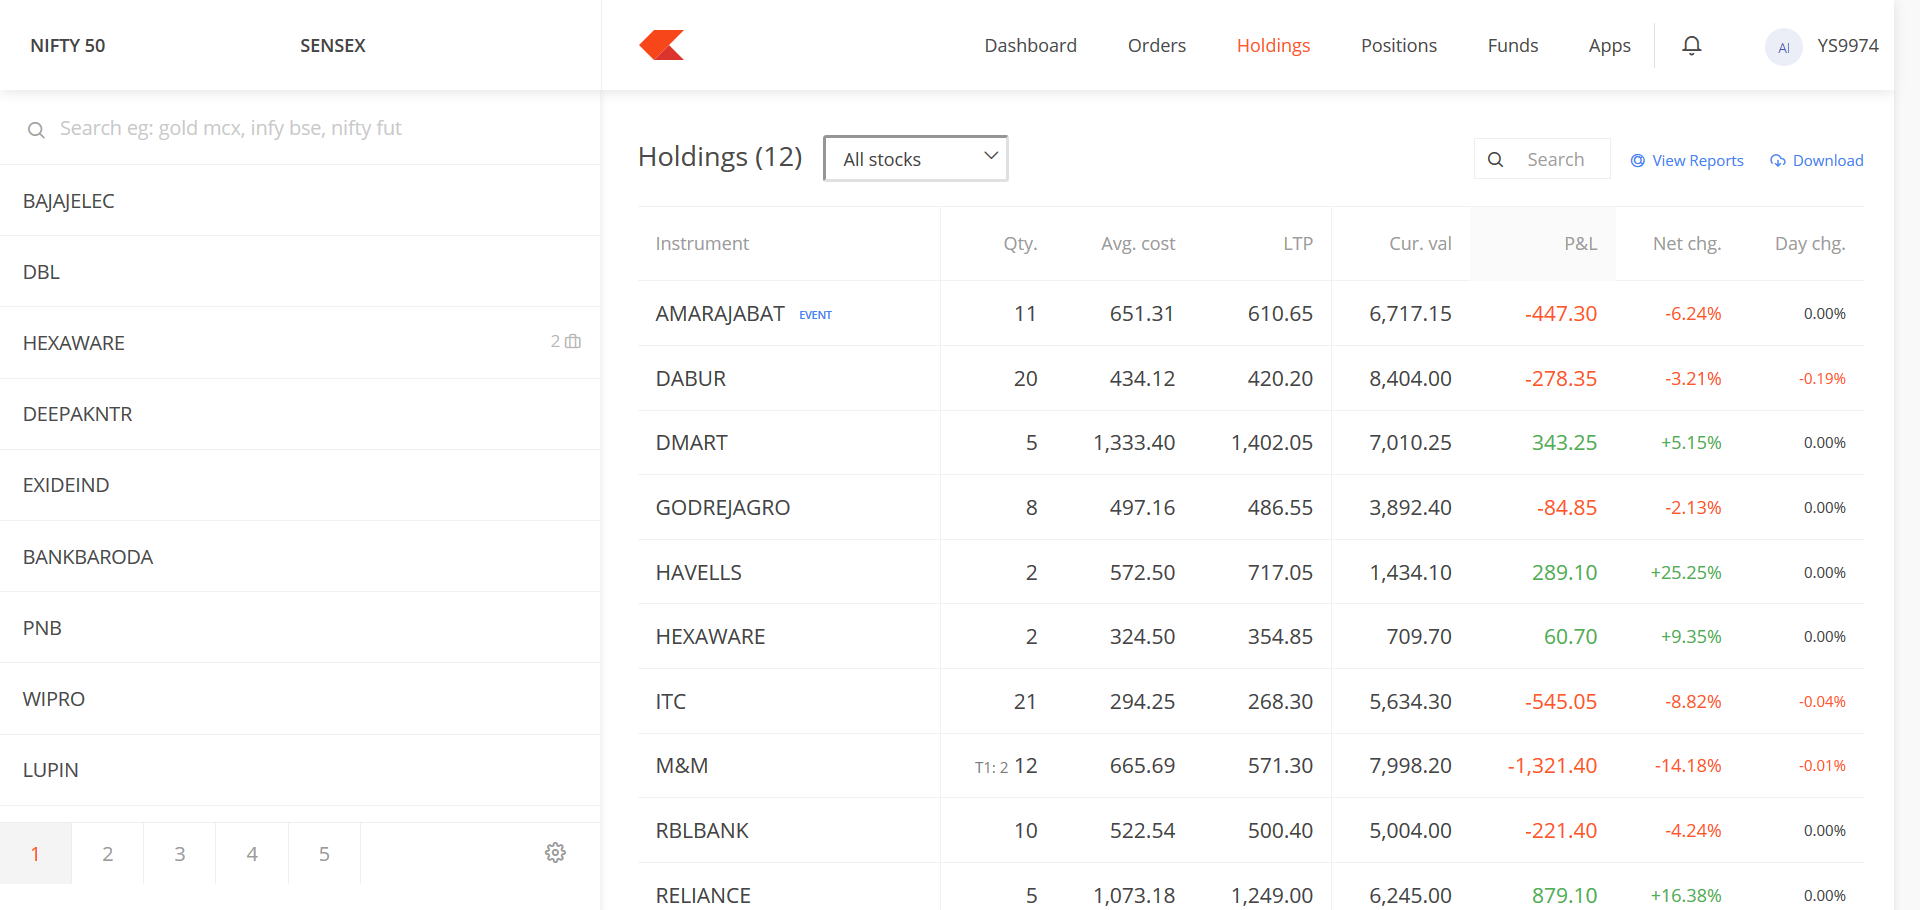 NIFTY 50 SENSEX
Dashboard Orders Holdings Positions Funds Apps AI YS9974
Search eg: gold mcx, infy bse, nifty fut
BAJAJELEC
DBL
HEXAWARE 2
DEEPAKNTR
EXIDEIND
BANKBARODA
PNB
WIPRO
LUPIN
1 2 3 4 5
Holdings (12) All stocks Search View Reports Download
Instrument Qty. Avg. cost LTP Cur. val P&L Net chg. Day chg.
AMARAJABAT EVENT 11 651.31 610.65 6,717.15 -447.30 -6.24% 0.00%
DABUR 20 434.12 420.20 8,404.00 -278.35 -3.21% -0.19%
DMART 5 1,333.40 1,402.05 7,010.25 343.25 +5.15% 0.00%
GODREJAGRO 8 497.16 486.55 3,892.40 -84.85 -2.13% 0.00%
HAVELLS 2 572.50 717.05 1,434.10 289.10 +25.25% 0.00%
HEXAWARE 2 324.50 354.85 709.70 60.70 +9.35% 0.00%
ITC 21 294.25 268.30 5,634.30 -545.05 -8.82% -0.04%
M&M T1: 2 12 665.69 571.30 7,998.20 -1,321.40 -14.18% -0.01%
RBLBANK 10 522.54 500.40 5,004.00 -221.40 -4.24% 0.00%
RELIANCE 5 1,073.18 1,249.00 6,245.00 879.10 +16.38% 0.00%